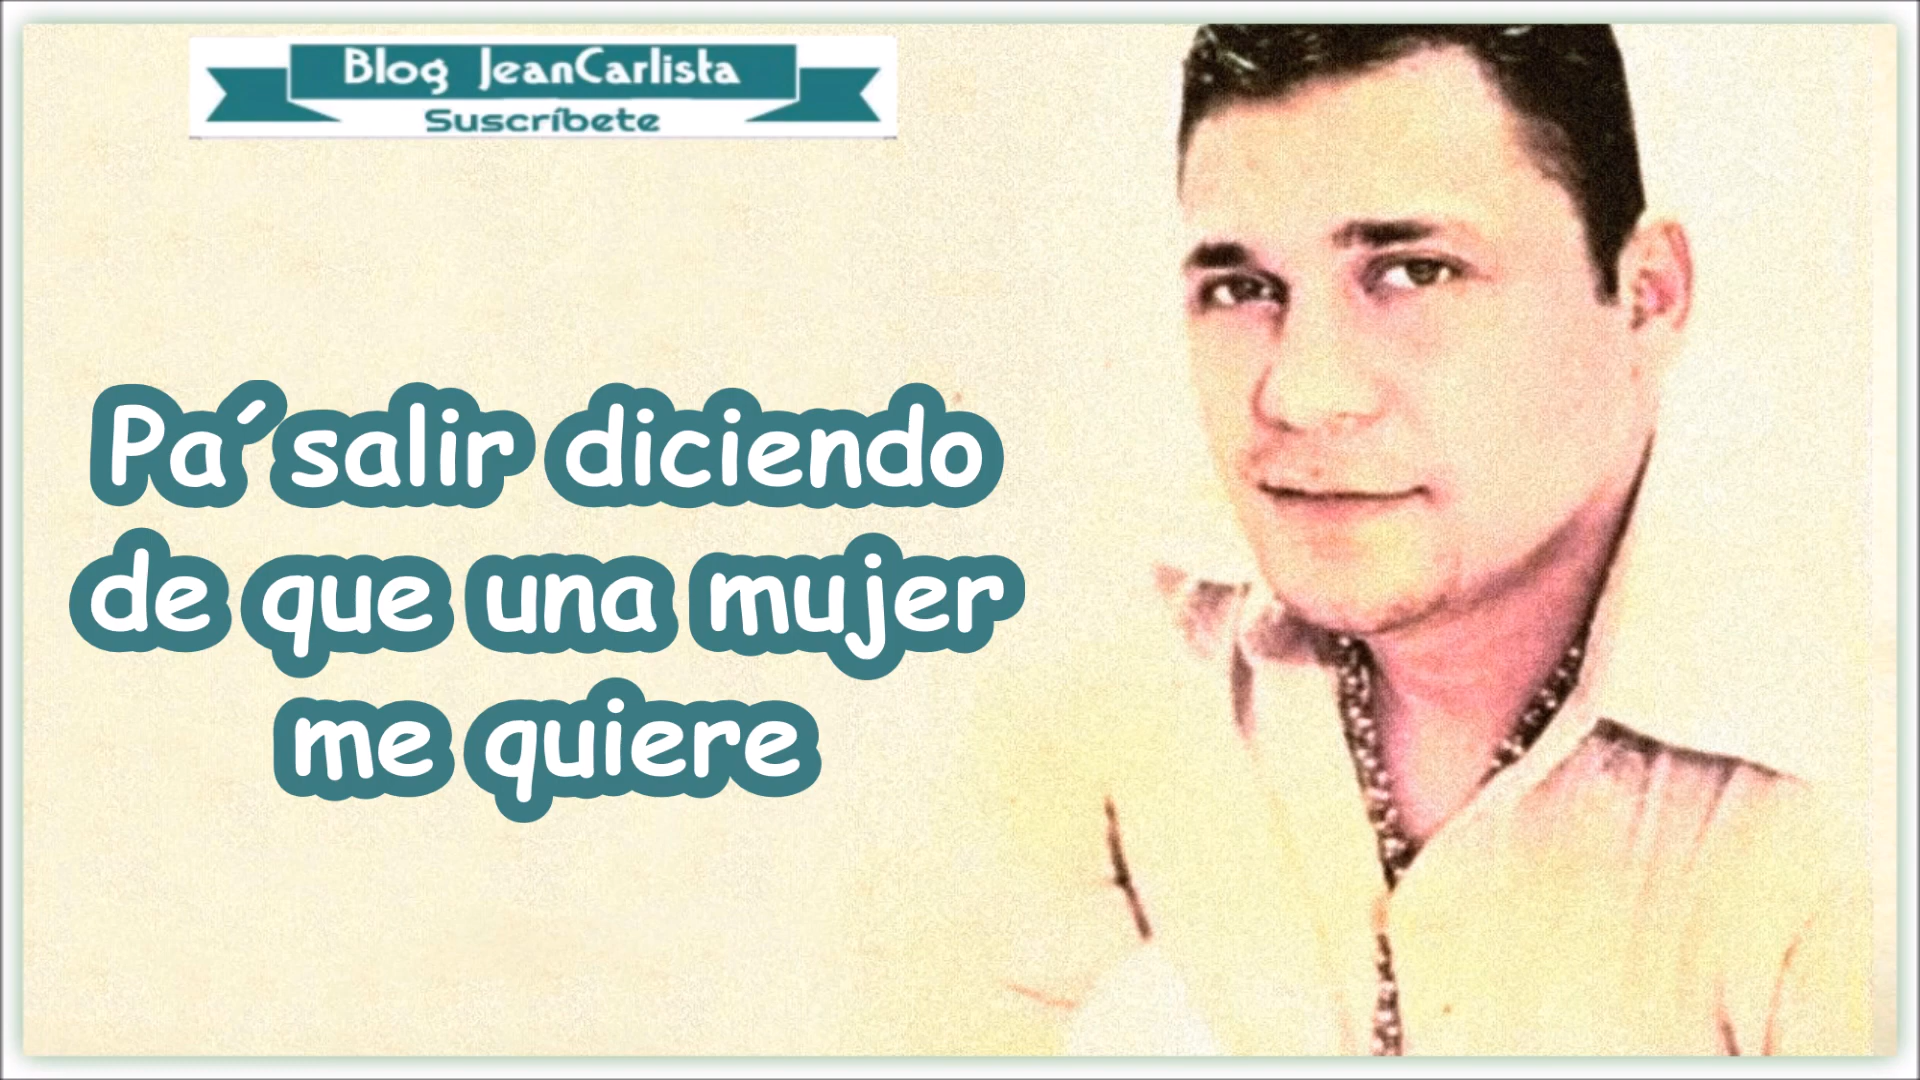 Blog JeanCarlista
Suscríbete
Pa´salir diciendo
de que una mujer
me quiere